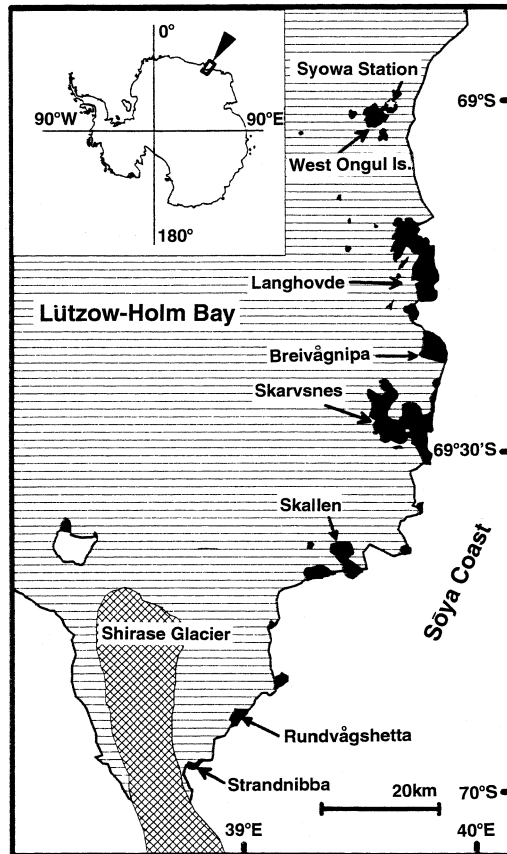 0°
Syowa Station
69°S
90°W
90°E
West Ongul Is.
180°
Langhovde
Lützow-Holm Bay
Breivågnipa
Skarvsnes
69°30'S
Skallen
Sôya Coast
Shirase Glacier
Rundvågshetta
Strandnibba
20km
70°S
39°E
40°E